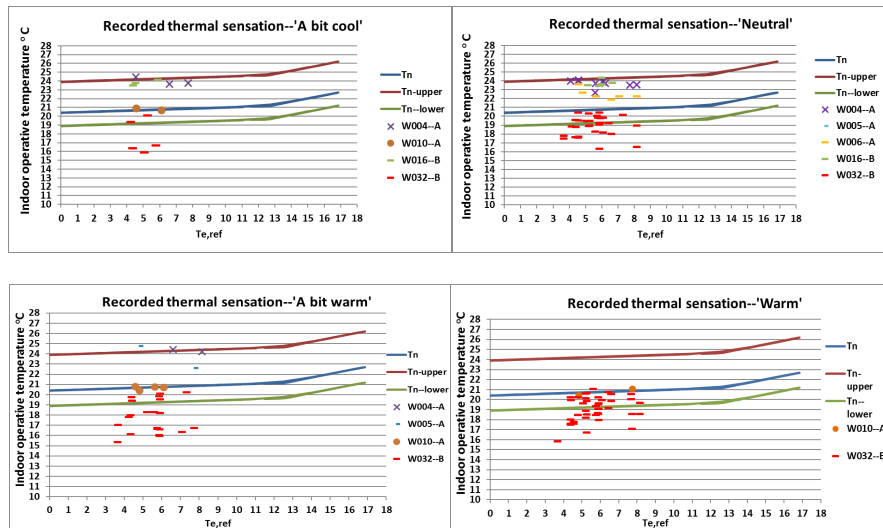 Recorded thermal sensation--'A bit cool'
Indoor operative temperature °C
28
27
26
25
24
23
22
21
20
19
18
17
16
15
14
13
12
11
10
0 1 2 3 4 5 6 7 8 9 10 11 12 13 14 15 16 17 18
Te,ref
Tn
Tn-upper
Tn--lower
W004--A
W010--A
W016--B
W032--B
Recorded thermal sensation--'Neutral'
Indoor operative temperature °C
28
27
26
25
24
23
22
21
20
19
18
17
16
15
14
13
12
11
10
0 1 2 3 4 5 6 7 8 9 10 11 12 13 14 15 16 17 18
Te,ref
Tn
Tn-upper
Tn--lower
W004--A
W005--A
W006--A
W016--B
W032--B
Recorded thermal sensation--'A bit warm'
Indoor operative temperature °C
28
27
26
25
24
23
22
21
20
19
18
17
16
15
14
13
12
11
10
0 1 2 3 4 5 6 7 8 9 10 11 12 13 14 15 16 17 18
Te,ref
Tn
Tn-upper
Tn--lower
W004--A
W005--A
W010--A
W032--B
Recorded thermal sensation--'Warm'
Indoor operative temperature °C
28
27
26
25
24
23
22
21
20
19
18
17
16
15
14
13
12
11
10
0 1 2 3 4 5 6 7 8 9 10 11 12 13 14 15 16 17 18
Te,ref
Tn
Tn-
upper
Tn--
lower
W010--A
W032--B